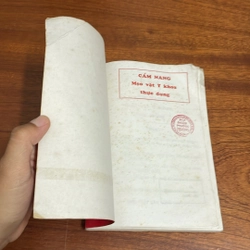 CẨM NANG
Mẹo vặt Y khoa
thực dụng